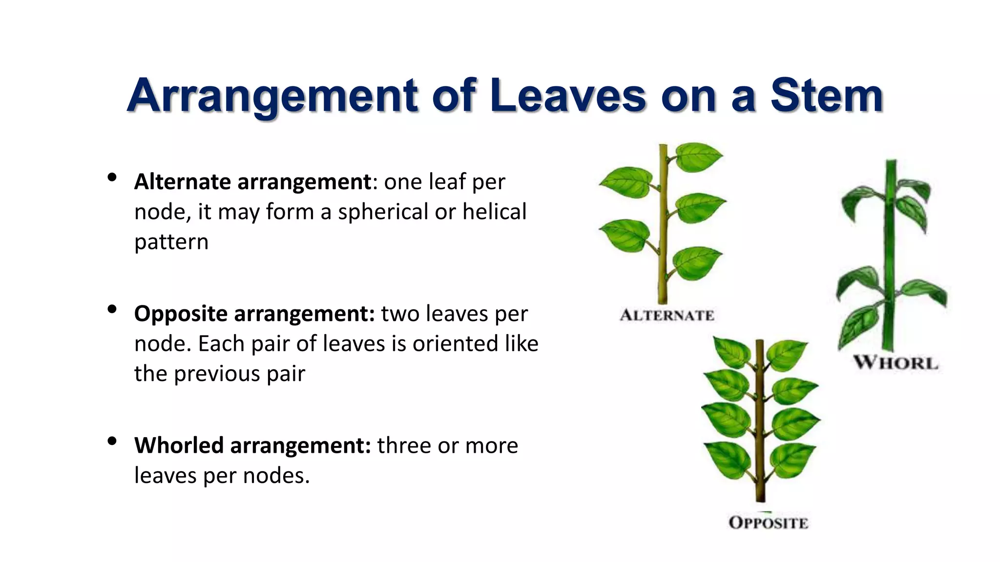 Arrangement of Leaves on a Stem
• Alternate arrangement: one leaf per
node, it may form a spherical or helical
pattern
• Opposite arrangement: two leaves per
node. Each pair of leaves is oriented like
the previous pair
• Whorled arrangement: three or more
leaves per nodes.
ALTERNATE
WHORL
OPPOSITE